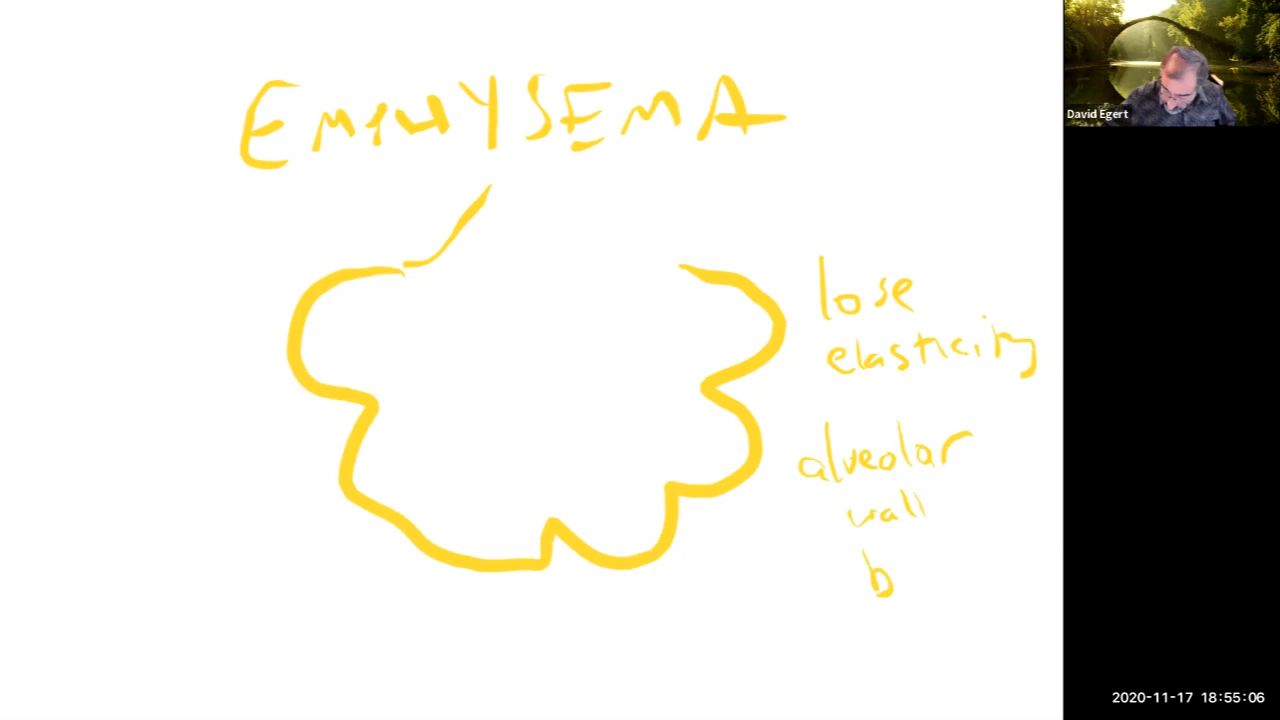 EMPHYSEMA
lose
elasticity
alveolar
wall
b
David Egert
2020-11-17 18:55:06